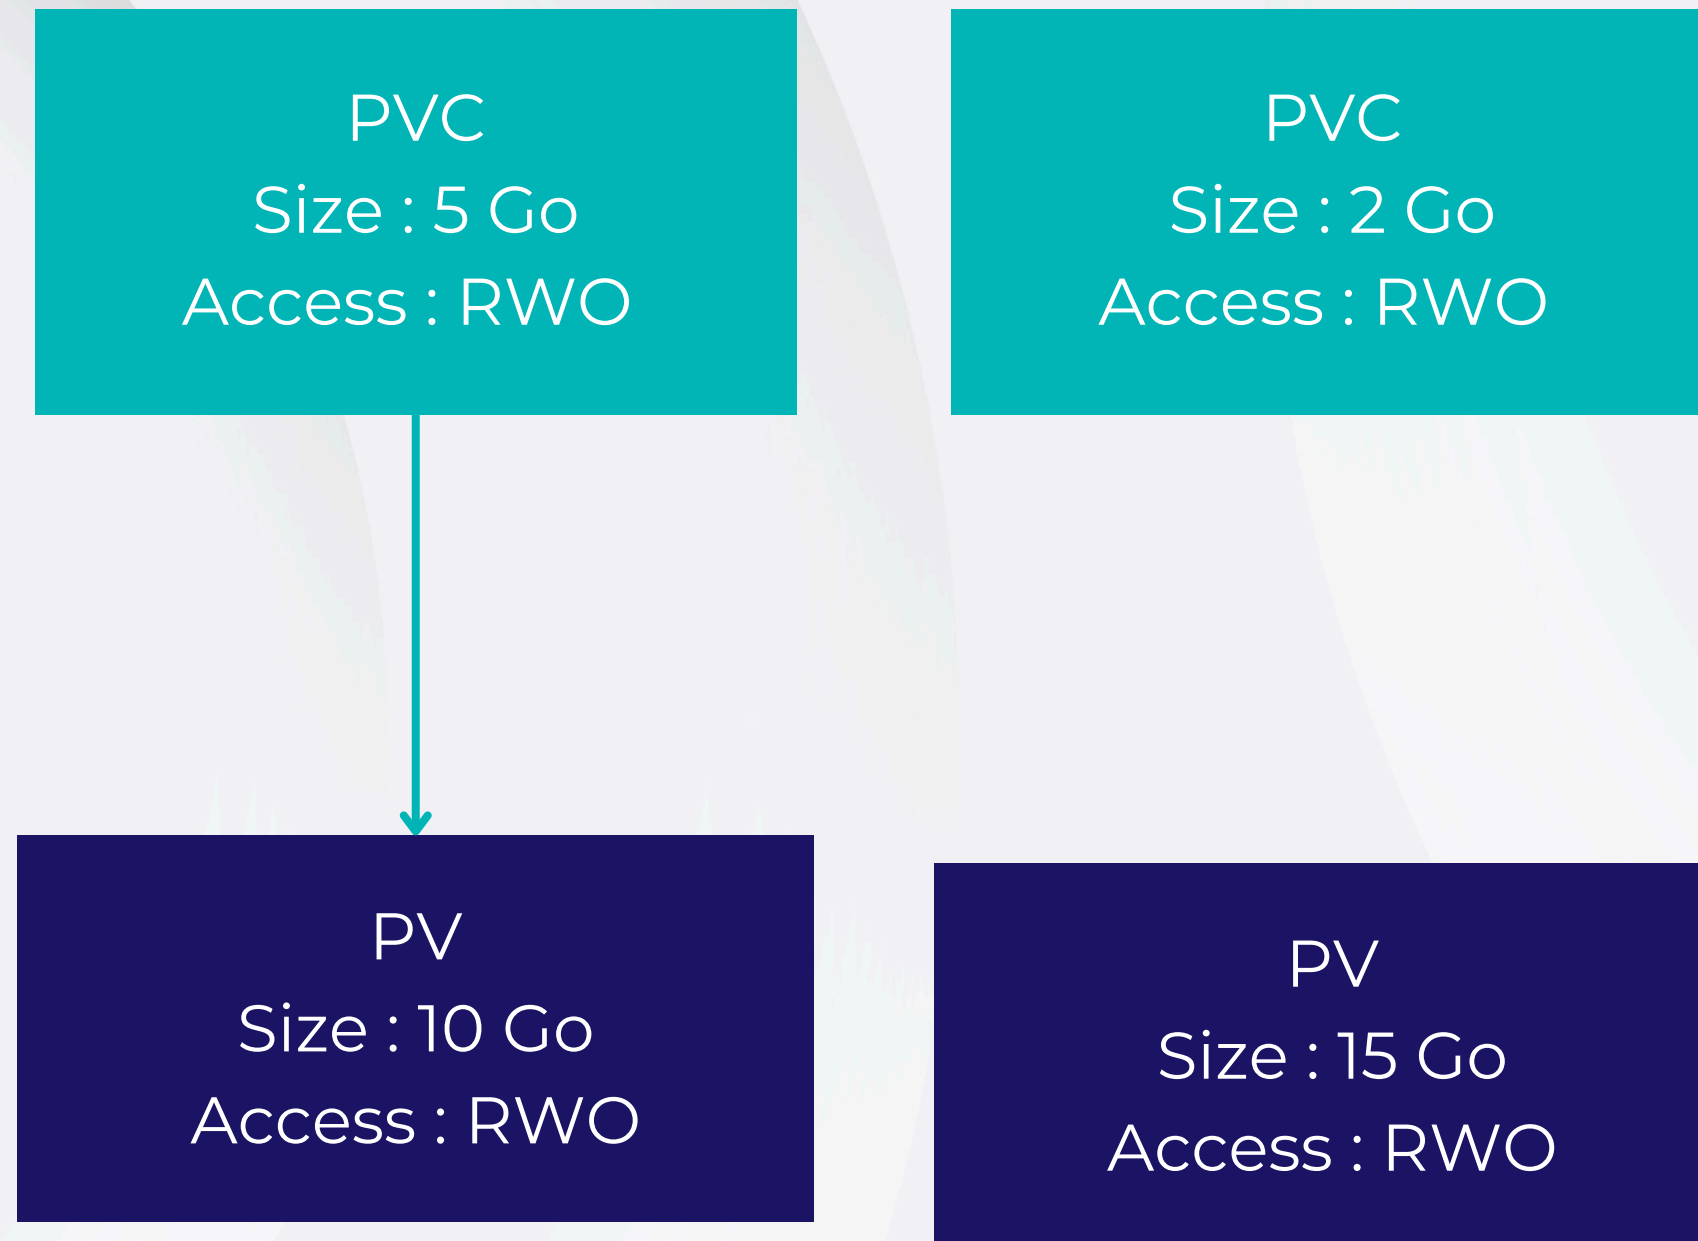 PVC
Size : 5 Go
Access : RWO
PVC
Size : 2 Go
Access : RWO
PV
Size : 10 Go
Access : RWO
PV
Size : 15 Go
Access : RWO